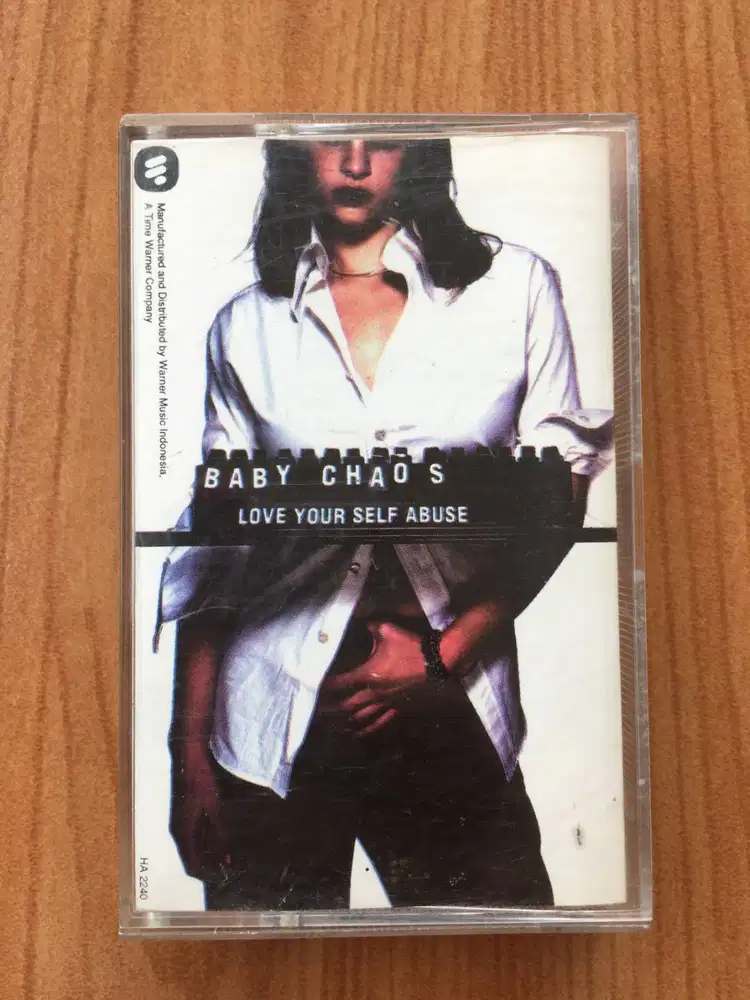 Manufactured and Distributed by Warner Music Indonesia.
A Time Warner Company
BABY CHAOS
LOVE YOUR SELF ABUSE
HA 2240